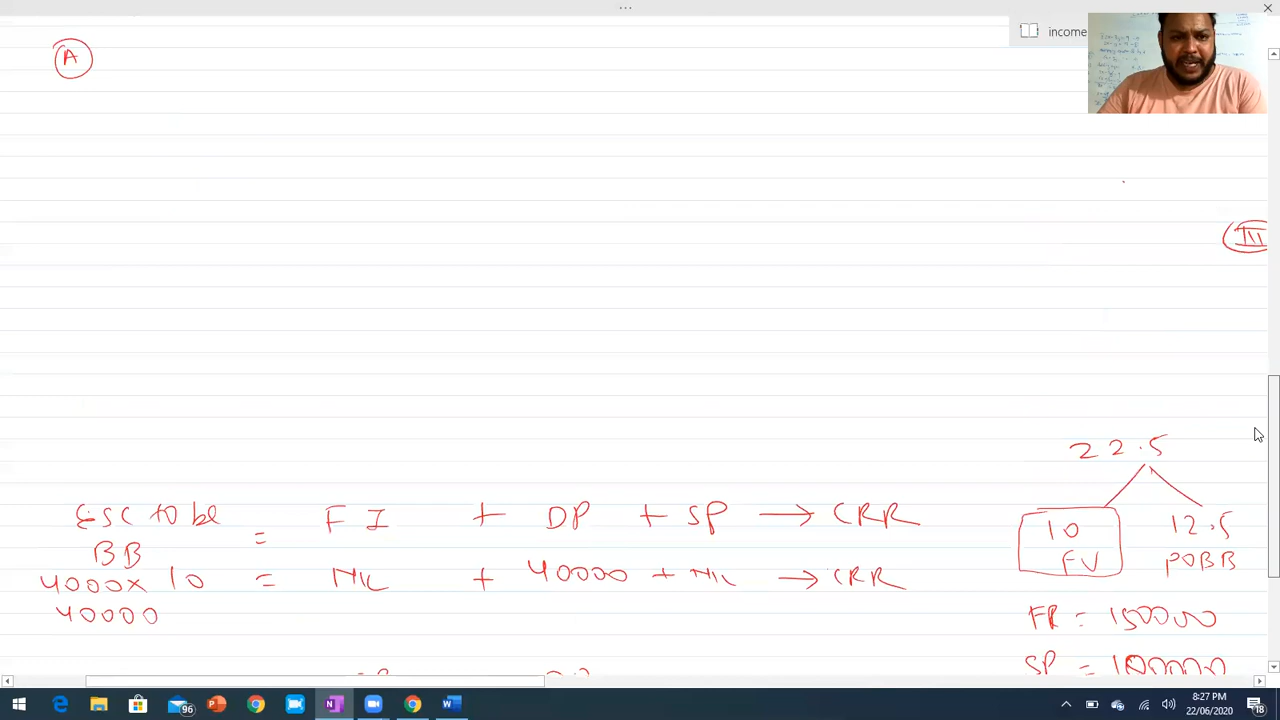 income
A
III
22.5
ESC to be BB = FI + DP + SP → CRR
10 FV
12.5 POBB
4000 x 10 = NIL + 40000 + NIL → CRR
40000
FR = 150000
SP = 100000
96
8:27 PM
22/06/2020
18